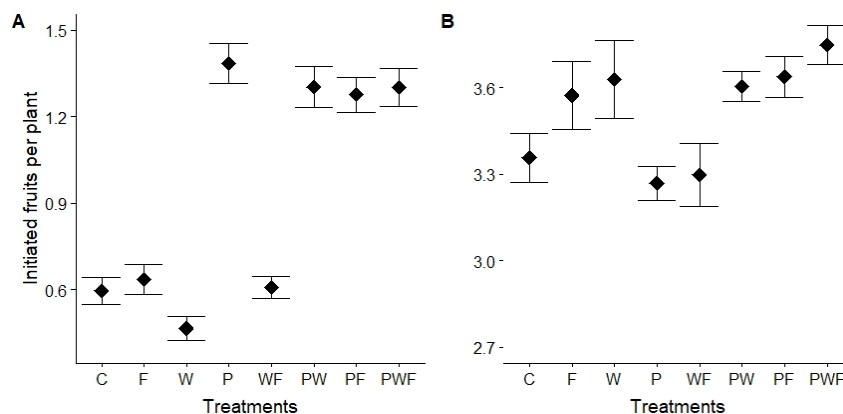 A
Initiated fruits per plant
1.5
1.2
0.9
0.6
C F W P WF PW PF PWF
Treatments
B
3.6
3.3
3.0
2.7
C F W P WF PW PF PWF
Treatments